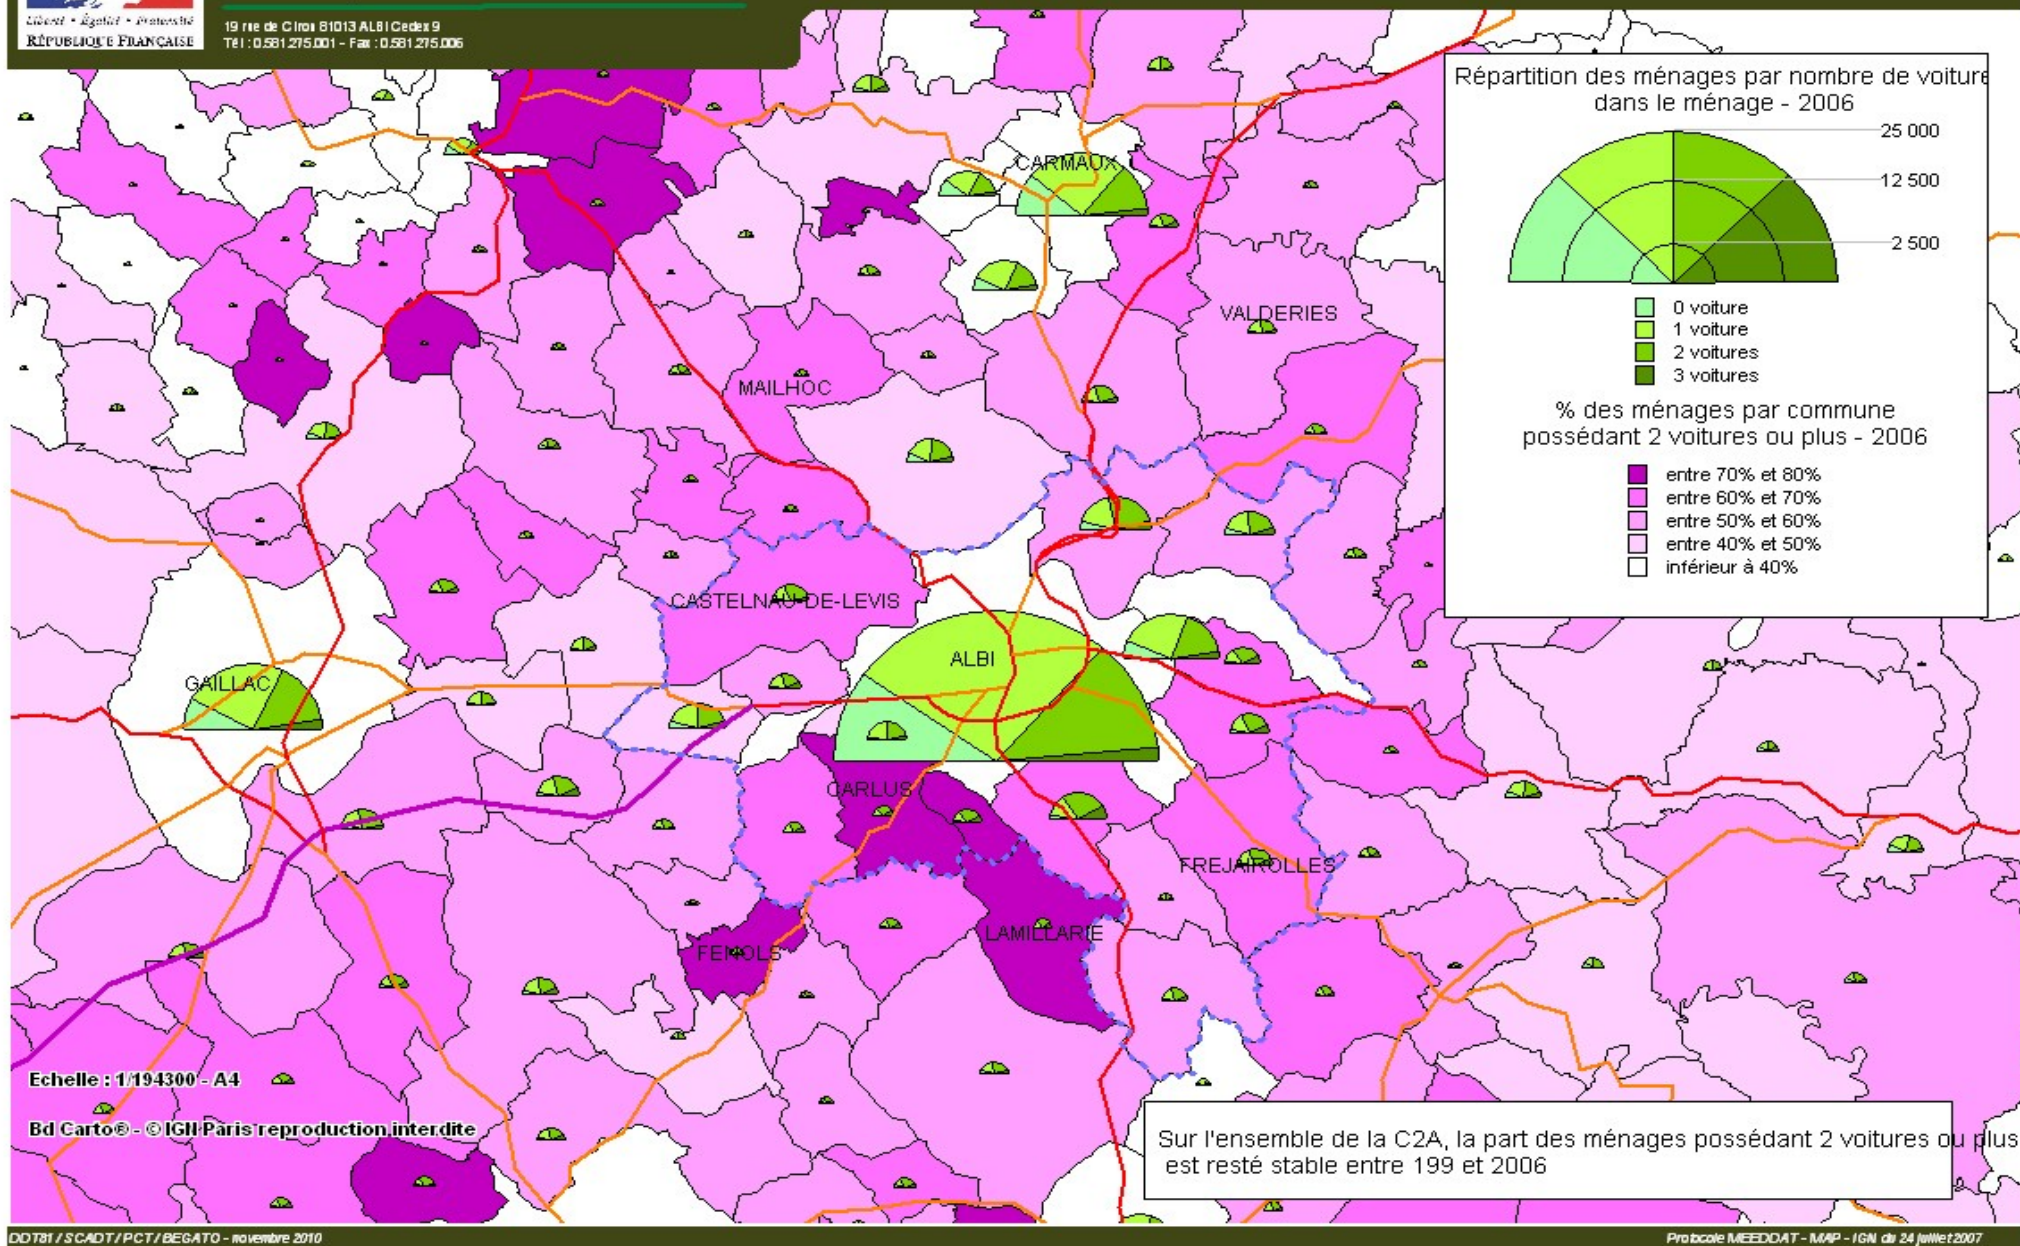 Liberté • Égalité • Fraternité
RÉPUBLIQUE FRANÇAISE
19 rue de Ciron 81013 ALBI Cedex 9
Tél : 0.581.275.001 - Fax : 0.581.275.006
Répartition des ménages par nombre de voiture
dans le ménage - 2006
25 000
12 500
2 500
0 voiture
1 voiture
2 voitures
3 voitures
% des ménages par commune
possédant 2 voitures ou plus - 2006
entre 70% et 80%
entre 60% et 70%
entre 50% et 60%
entre 40% et 50%
inférieur à 40%
CARMAUX
VALDERIES
MAILHOC
CASTELNAU-DE-LEVIS
ALBI
GAILLAC
CARLUS
FREJAIROLLES
LAMILLARIE
FENOLS
Echelle : 1/194300 - A4
Bd Carto® - © IGN Paris reproduction interdite
Sur l'ensemble de la C2A, la part des ménages possédant 2 voitures ou plus
est resté stable entre 199 et 2006
DDT81 / SCADT / PCT / BEGATO - novembre 2010
Protocole MEEDDAT - MAP - IGN du 24 juillet 2007